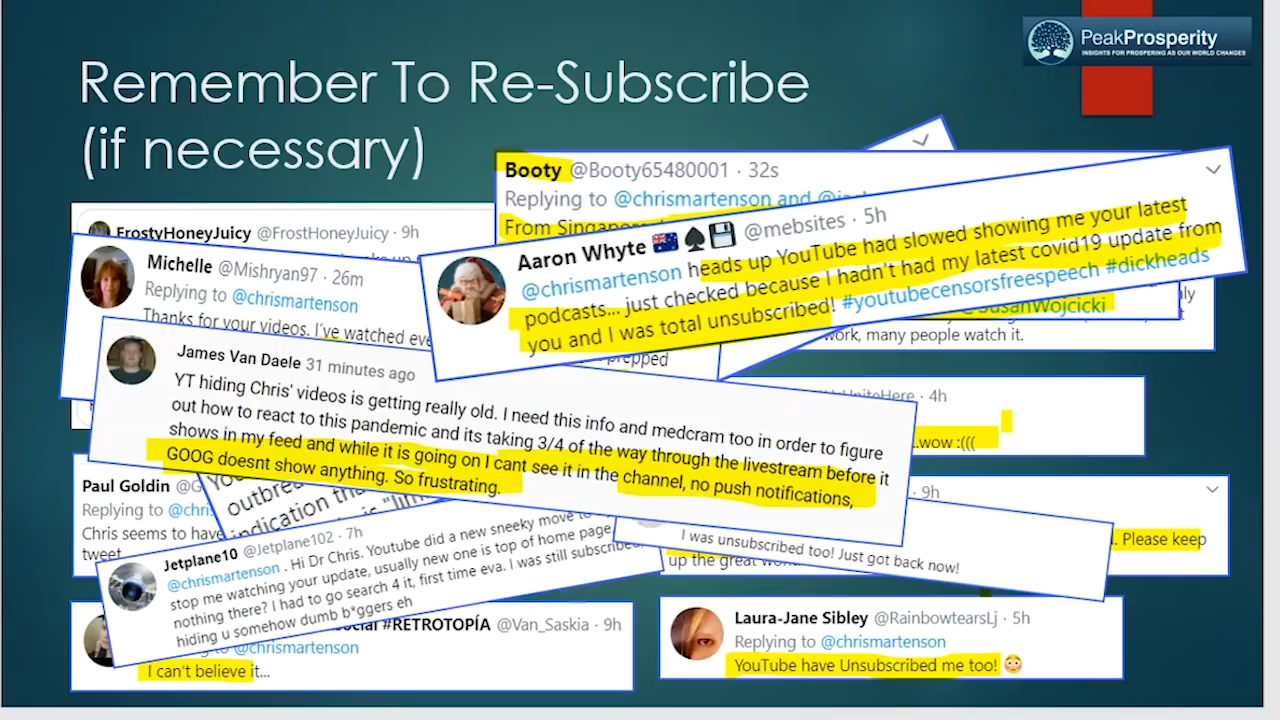 PeakProsperity
INSIGHTS FOR PROSPERING AS OUR WORLD CHANGES
Remember To Re-Subscribe
(if necessary)
Booty @Booty65480001 · 32s
Replying to @chrismartenson and
From Singapore
FrostyHoneyJuicy @FrostHoneyJuicy · 9h
Michelle @Mishryan97 · 26m
Replying to @chrismartenson
Thanks for your videos. I've watched
prepped
Aaron Whyte @mebsites · 5h
@chrismartenson heads up YouTube had slowed showing me your latest
podcasts... just checked because I hadn't had my latest covid19 update from
you and I was total unsubscribed! #youtubecensorsfreespeech #dickheads
@SusanWojcicki
work, many people watch it.
James Van Daele 31 minutes ago
YT hiding Chris' videos is getting really old. I need this info and medcram too in order to figure
out how to react to this pandemic and its taking 3/4 of the way through the livestream before it
shows in my feed and while it is going on I cant see it in the channel, no push notifications,
GOOG doesnt show anything. So frustrating.
UniteHere · 4h
..wow :(((
Paul Goldin @G
Replying to @chris
Chris seems to have
tweet
outbrea
indication tha
· 9h
. Please keep
up the great
I was unsubscribed too! Just got back now!
Jetplane10 @Jetplane102 · 7h
@chrismartenson . Hi Dr Chris. Youtube did a new sneeky move to
stop me watching your update, usually new one is top of home page
nothing there? I had to go search 4 it, first time eva. I was still subscribed,
hiding u somehow dumb b*ggers eh
#RETROTOPÍA @Van_Saskia · 9h
@chrismartenson
I can't believe it...
Laura-Jane Sibley @RainbowtearsLj · 5h
Replying to @chrismartenson
YouTube have Unsubscribed me too! 😳